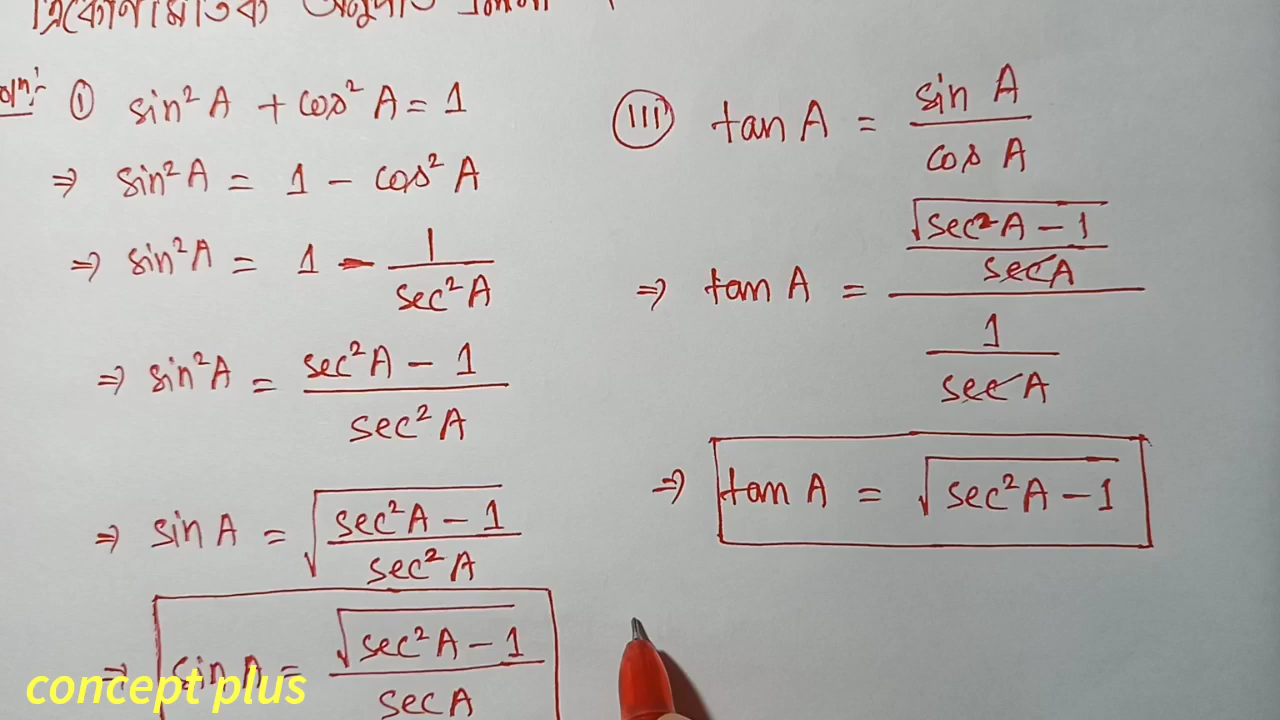 ত্রিকোণমিতিক অনুপাত
① sin²A + cos²A = 1
⇒ sin²A = 1 - cos²A
⇒ sin²A = 1 - 1/sec²A
⇒ sin²A = (sec²A - 1)/sec²A
⇒ sin A = √((sec²A - 1)/sec²A)
⇒ sin A = √(sec²A - 1)/sec A
(III) tan A = sin A/cos A
⇒ tan A = (√(sec²A - 1)/sec A)/(1/sec A)
⇒ tan A = √(sec²A - 1)
concept plus